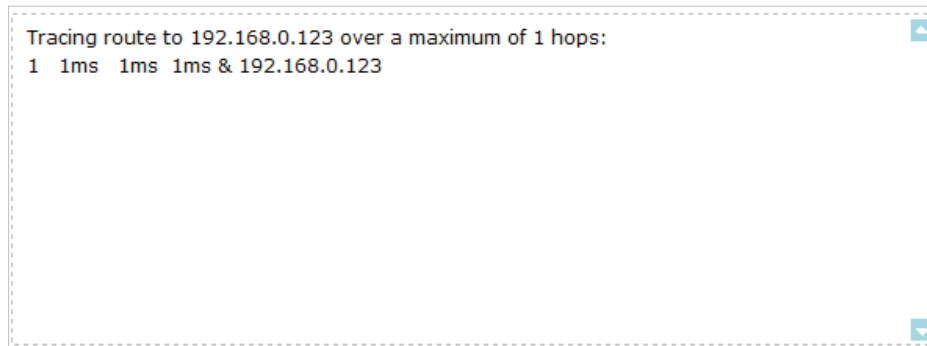 Tracing route to 192.168.0.123 over a maximum of 1 hops:
1 1ms 1ms 1ms & 192.168.0.123